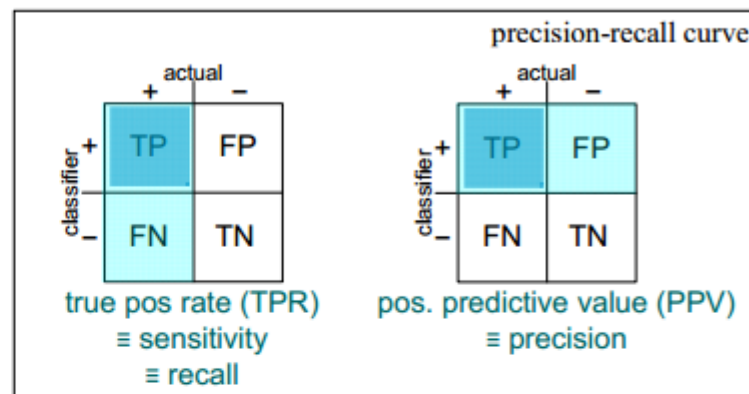 precision-recall curve
actual
+ −
classifier
+ TP FP
− FN TN
true pos rate (TPR)
≡ sensitivity
≡ recall
actual
+ −
classifier
+ TP FP
− FN TN
pos. predictive value (PPV)
≡ precision